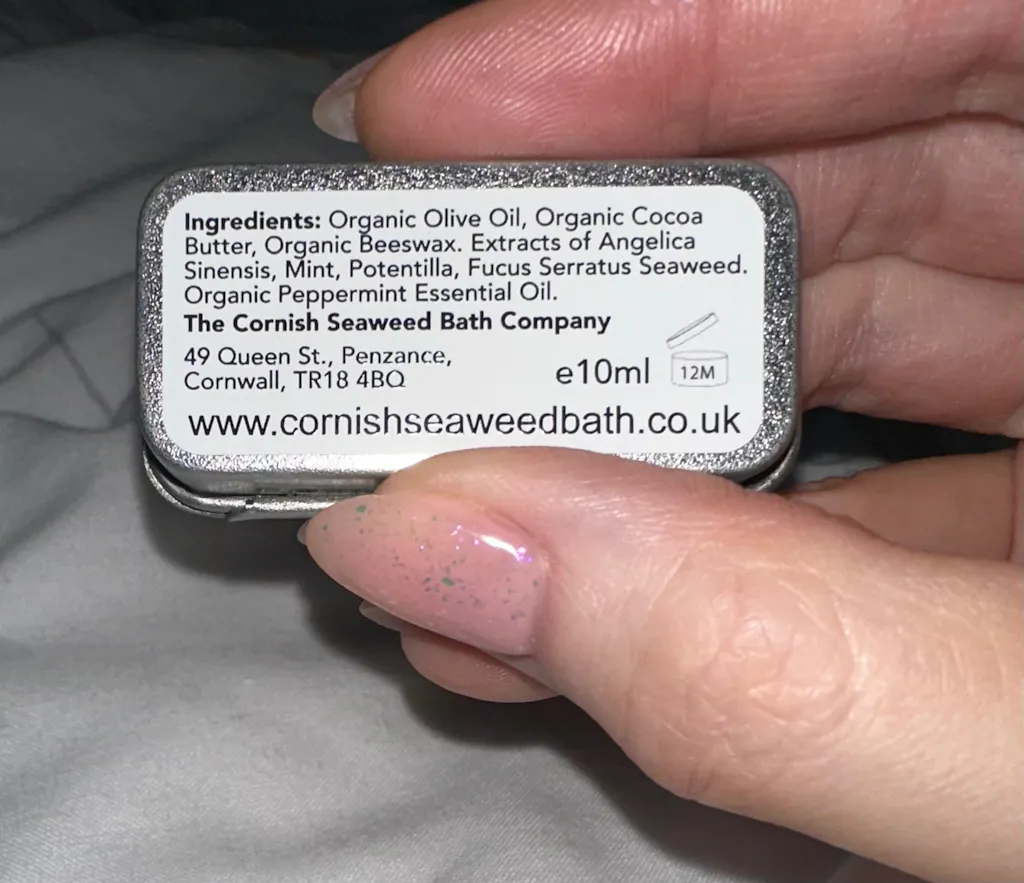 Ingredients: Organic Olive Oil, Organic Cocoa
Butter, Organic Beeswax. Extracts of Angelica
Sinensis, Mint, Potentilla, Fucus Serratus Seaweed.
Organic Peppermint Essential Oil.
The Cornish Seaweed Bath Company
49 Queen St., Penzance,
Cornwall, TR18 4BQ
e10ml
12M
www.cornishseaweedbath.co.uk